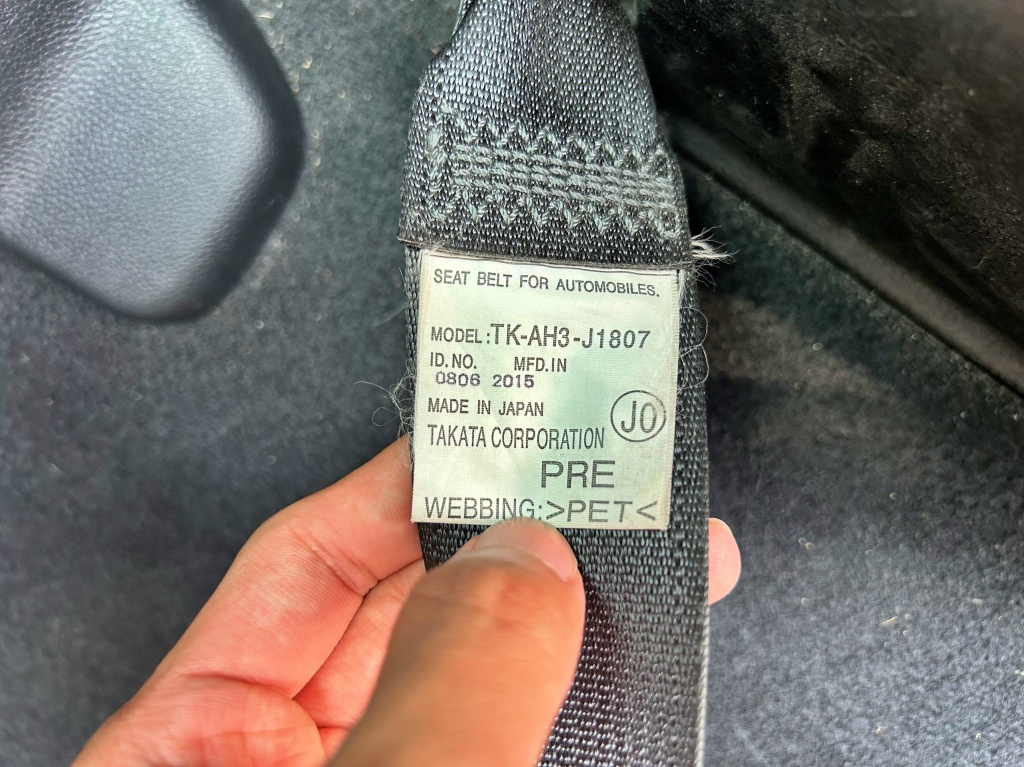 SEAT BELT FOR AUTOMOBILES.
MODEL:TK-AH3-J1807
ID.NO. MFD.IN
0806 2015
MADE IN JAPAN
JO
TAKATA CORPORATION
PRE
WEBBING:>PET<